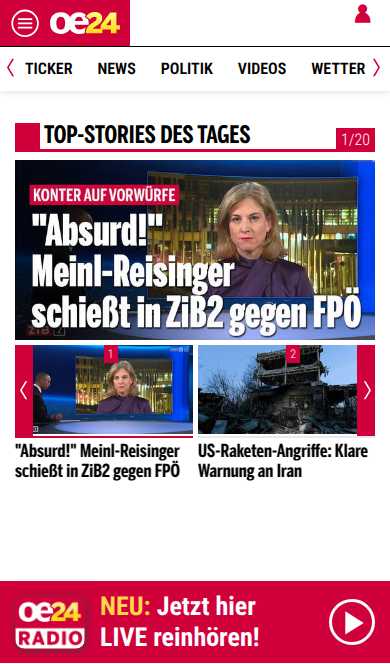 oe24
TICKER NEWS POLITIK VIDEOS WETTER
TOP-STORIES DES TAGES
1/20
KONTER AUF VORWÜRFE
"Absurd!"
Meinl-Reisinger
schießt in ZiB2 gegen FPÖ
ZiB 2
1
2
"Absurd!" Meinl-Reisinger
schießt in ZiB2 gegen FPÖ
US-Raketen-Angriffe: Klare
Warnung an Iran
oe24
RADIO
NEU: Jetzt hier
LIVE reinhören!